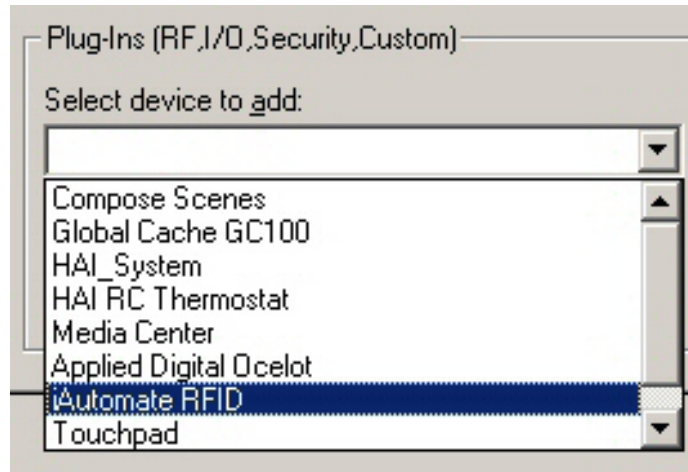 Plug-Ins (RF,I/O,Security,Custom)
Select device to add:
Compose Scenes
Global Cache GC100
HAI_System
HAI RC Thermostat
Media Center
Applied Digital Ocelot
iAutomate RFID
Touchpad